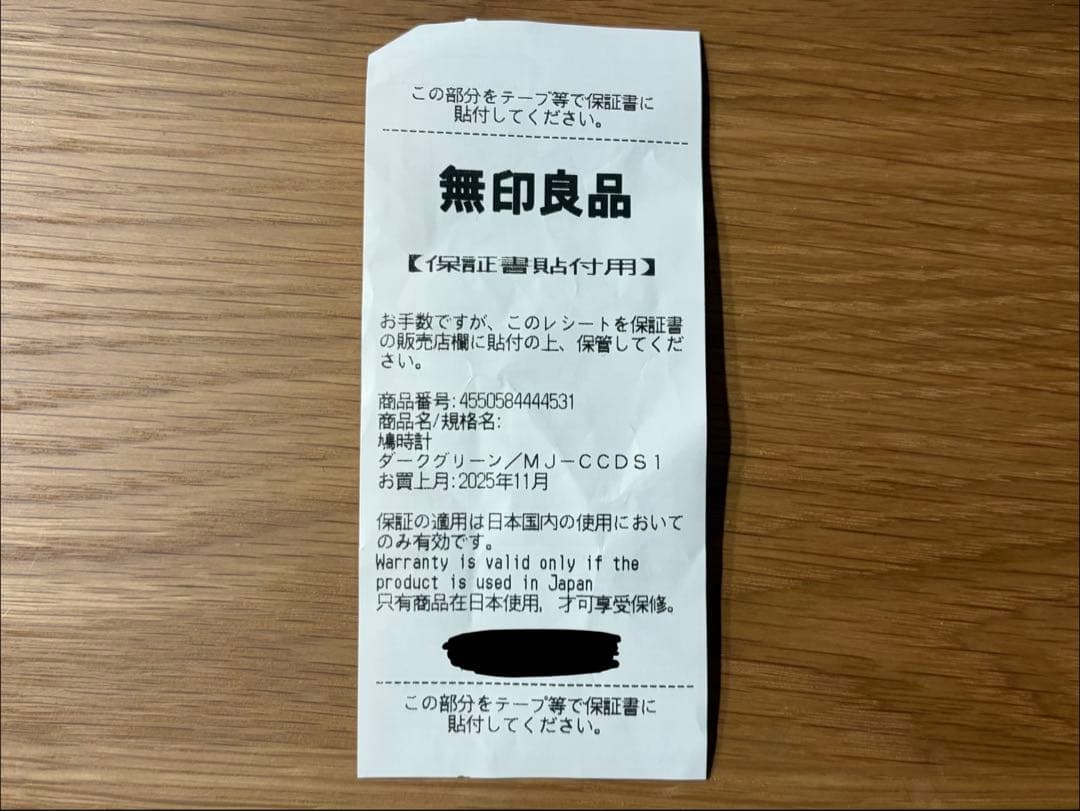 この部分をテープ等で保証書に
貼付してください。
無印良品
【保証書貼付用】
お手数ですが、このレシートを保証書
の販売店欄に貼付の上、保管してくだ
さい。
商品番号:4550584444531
商品名/規格名:
鳩時計
ダークグリーン／ＭＪ－ＣＣＤＳ１
お買上月:2025年11月
保証の適用は日本国内の使用において
のみ有効です。
Warranty is valid only if the
product is used in Japan
只有商品在日本使用，才可享受保修。
この部分をテープ等で保証書に
貼付してください。